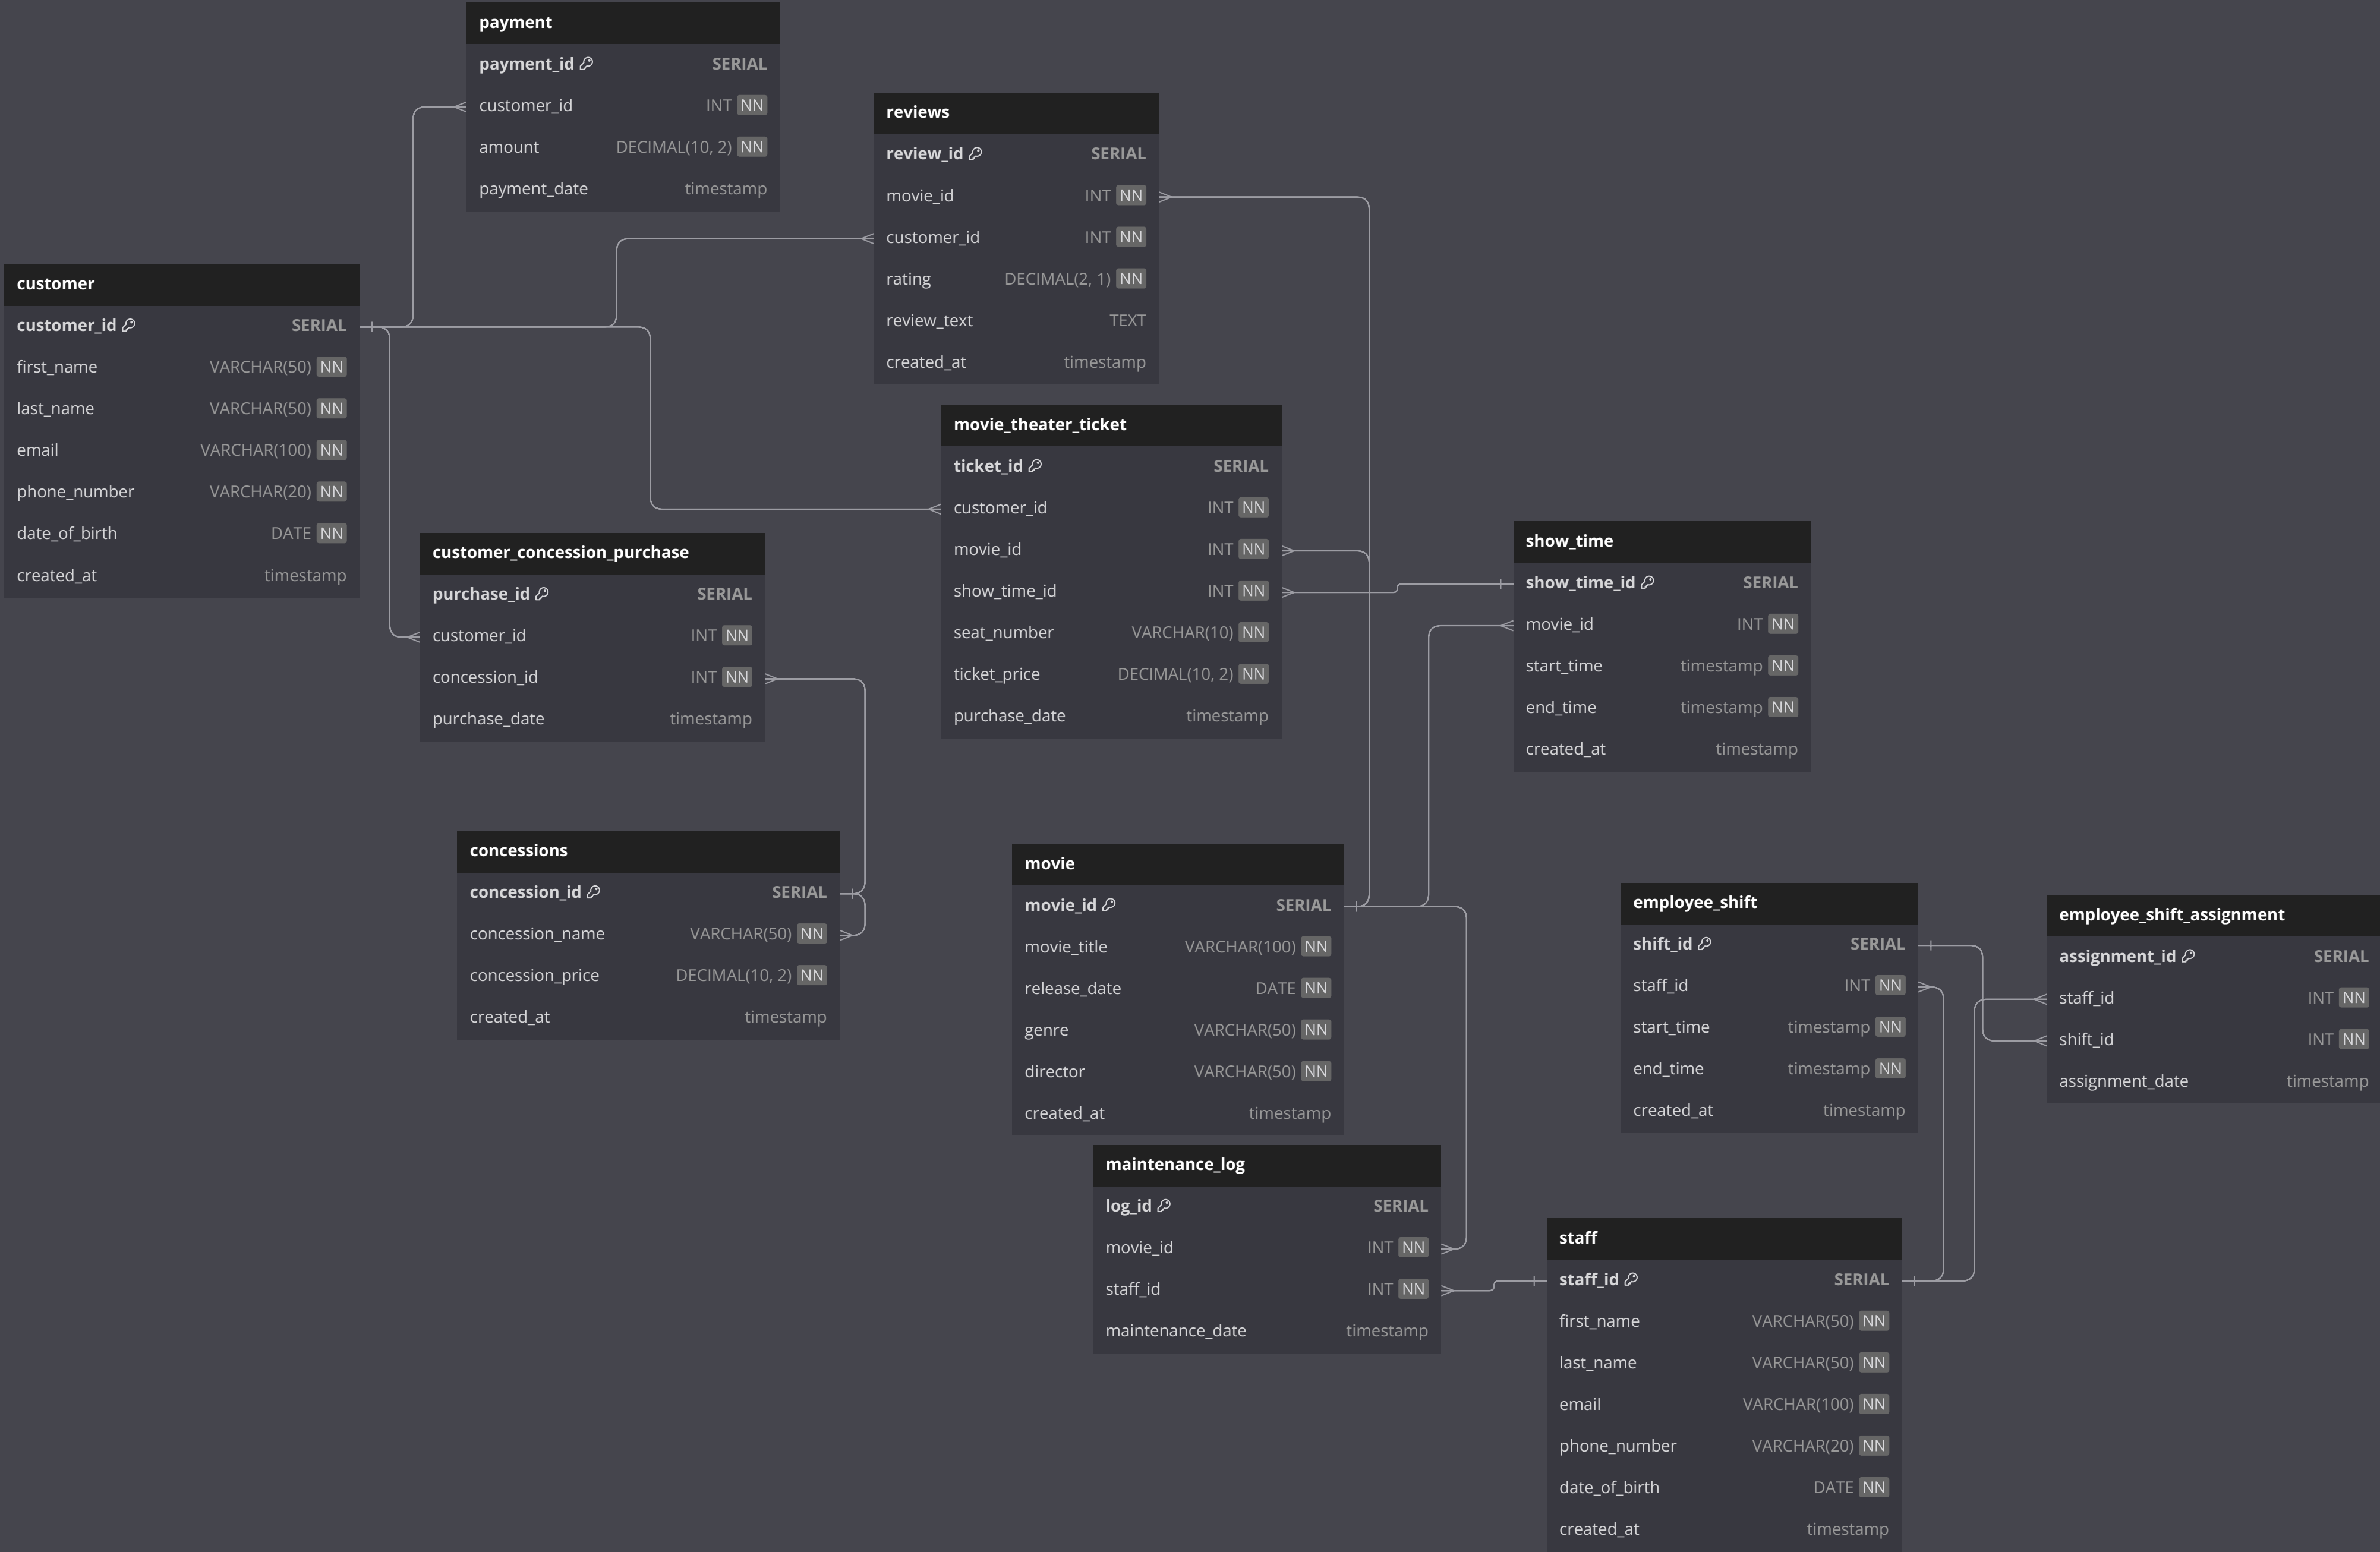 payment
payment_id SERIAL
customer_id INT NN
amount DECIMAL(10, 2) NN
payment_date timestamp
reviews
review_id SERIAL
movie_id INT NN
customer_id INT NN
rating DECIMAL(2, 1) NN
review_text TEXT
created_at timestamp
customer
customer_id SERIAL
first_name VARCHAR(50) NN
last_name VARCHAR(50) NN
email VARCHAR(100) NN
phone_number VARCHAR(20) NN
date_of_birth DATE NN
created_at timestamp
movie_theater_ticket
ticket_id SERIAL
customer_id INT NN
movie_id INT NN
show_time_id INT NN
seat_number VARCHAR(10) NN
ticket_price DECIMAL(10, 2) NN
purchase_date timestamp
customer_concession_purchase
purchase_id SERIAL
customer_id INT NN
concession_id INT NN
purchase_date timestamp
show_time
show_time_id SERIAL
movie_id INT NN
start_time timestamp NN
end_time timestamp NN
created_at timestamp
concessions
concession_id SERIAL
concession_name VARCHAR(50) NN
concession_price DECIMAL(10, 2) NN
created_at timestamp
movie
movie_id SERIAL
movie_title VARCHAR(100) NN
release_date DATE NN
genre VARCHAR(50) NN
director VARCHAR(50) NN
created_at timestamp
employee_shift
shift_id SERIAL
staff_id INT NN
start_time timestamp NN
end_time timestamp NN
created_at timestamp
employee_shift_assignment
assignment_id SERIAL
staff_id INT NN
shift_id INT NN
assignment_date timestamp
maintenance_log
log_id SERIAL
movie_id INT NN
staff_id INT NN
maintenance_date timestamp
staff
staff_id SERIAL
first_name VARCHAR(50) NN
last_name VARCHAR(50) NN
email VARCHAR(100) NN
phone_number VARCHAR(20) NN
date_of_birth DATE NN
created_at timestamp